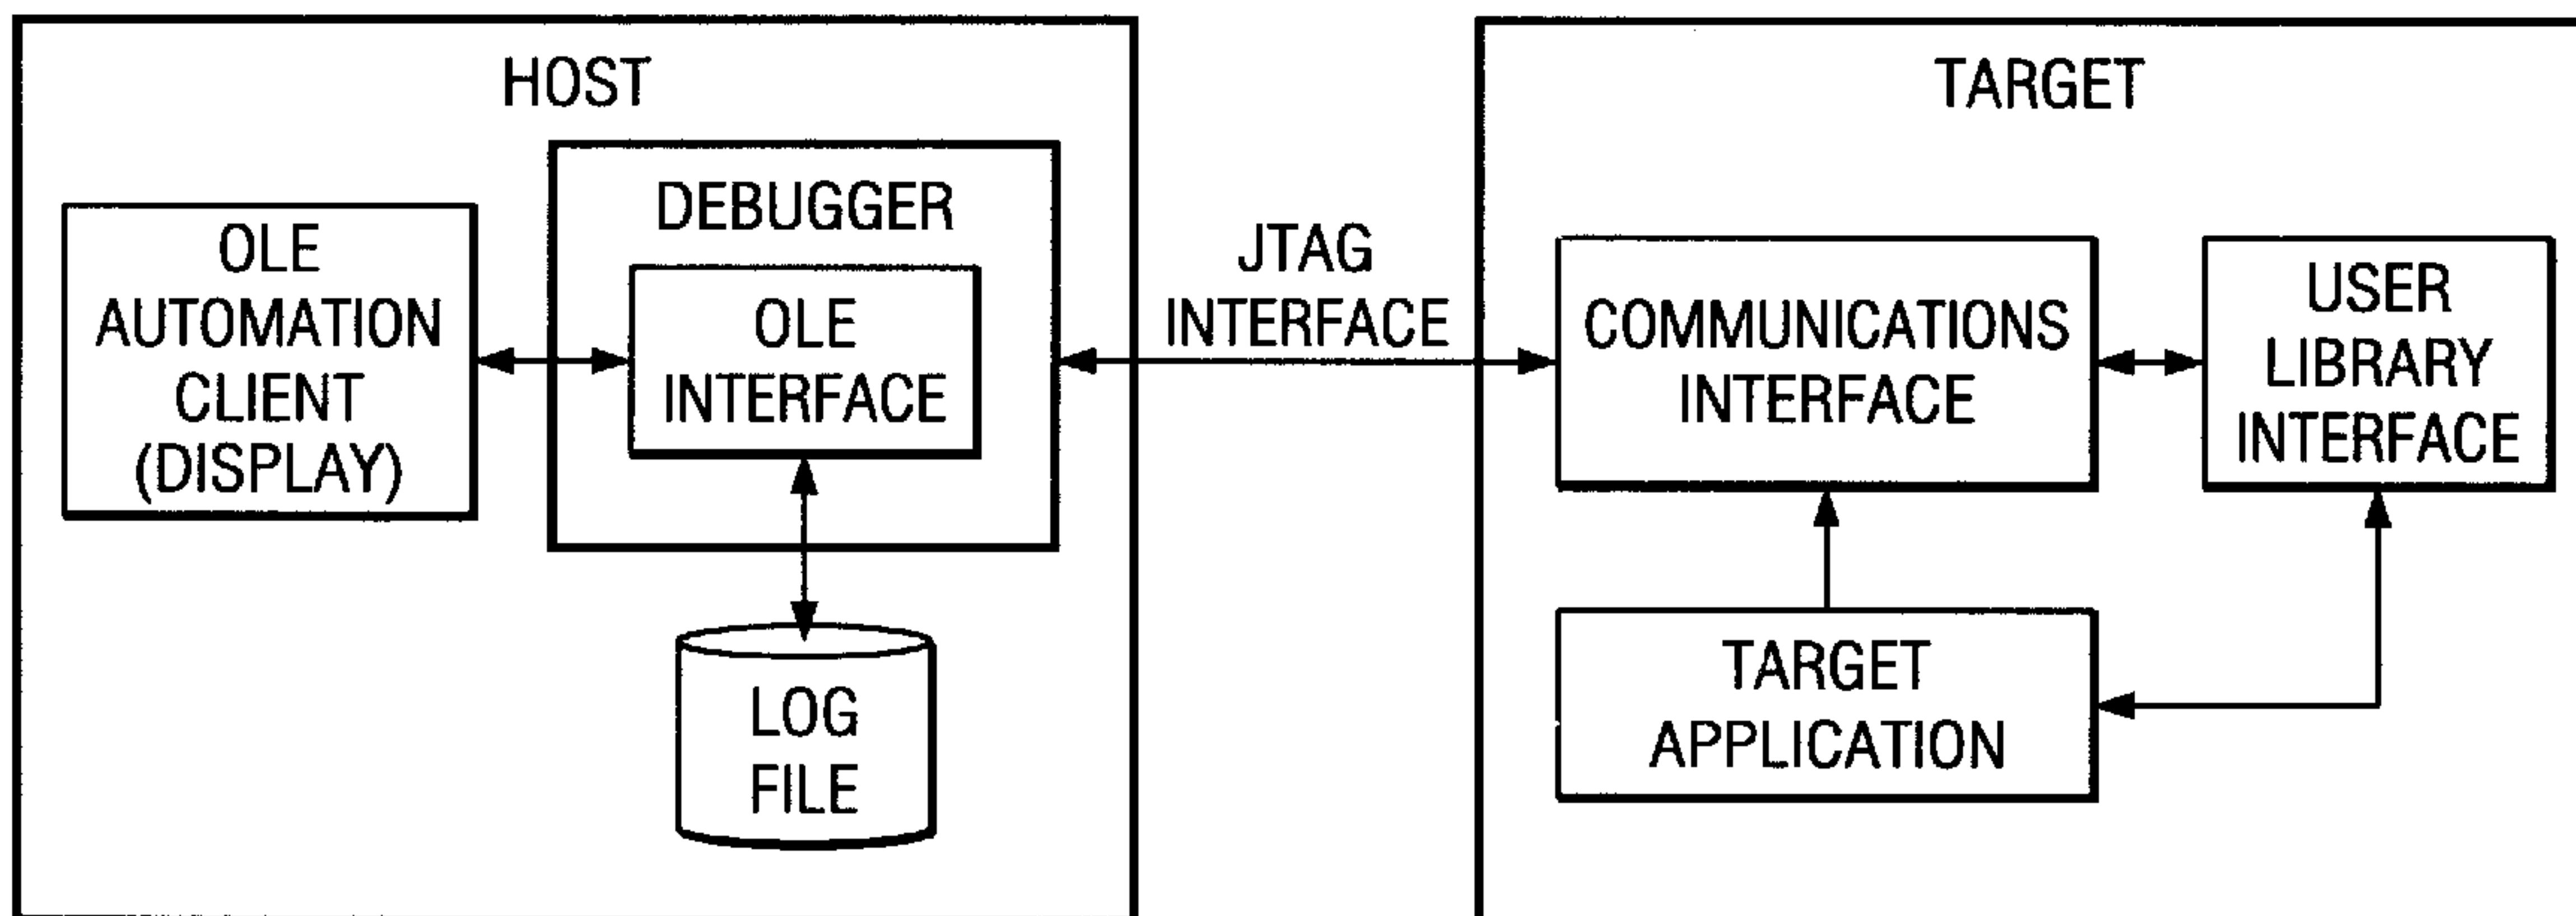 HOST
DEBUGGER
OLE
AUTOMATION
CLIENT
(DISPLAY)
OLE
INTERFACE
LOG
FILE
JTAG
INTERFACE
TARGET
COMMUNICATIONS
INTERFACE
USER
LIBRARY
INTERFACE
TARGET
APPLICATION